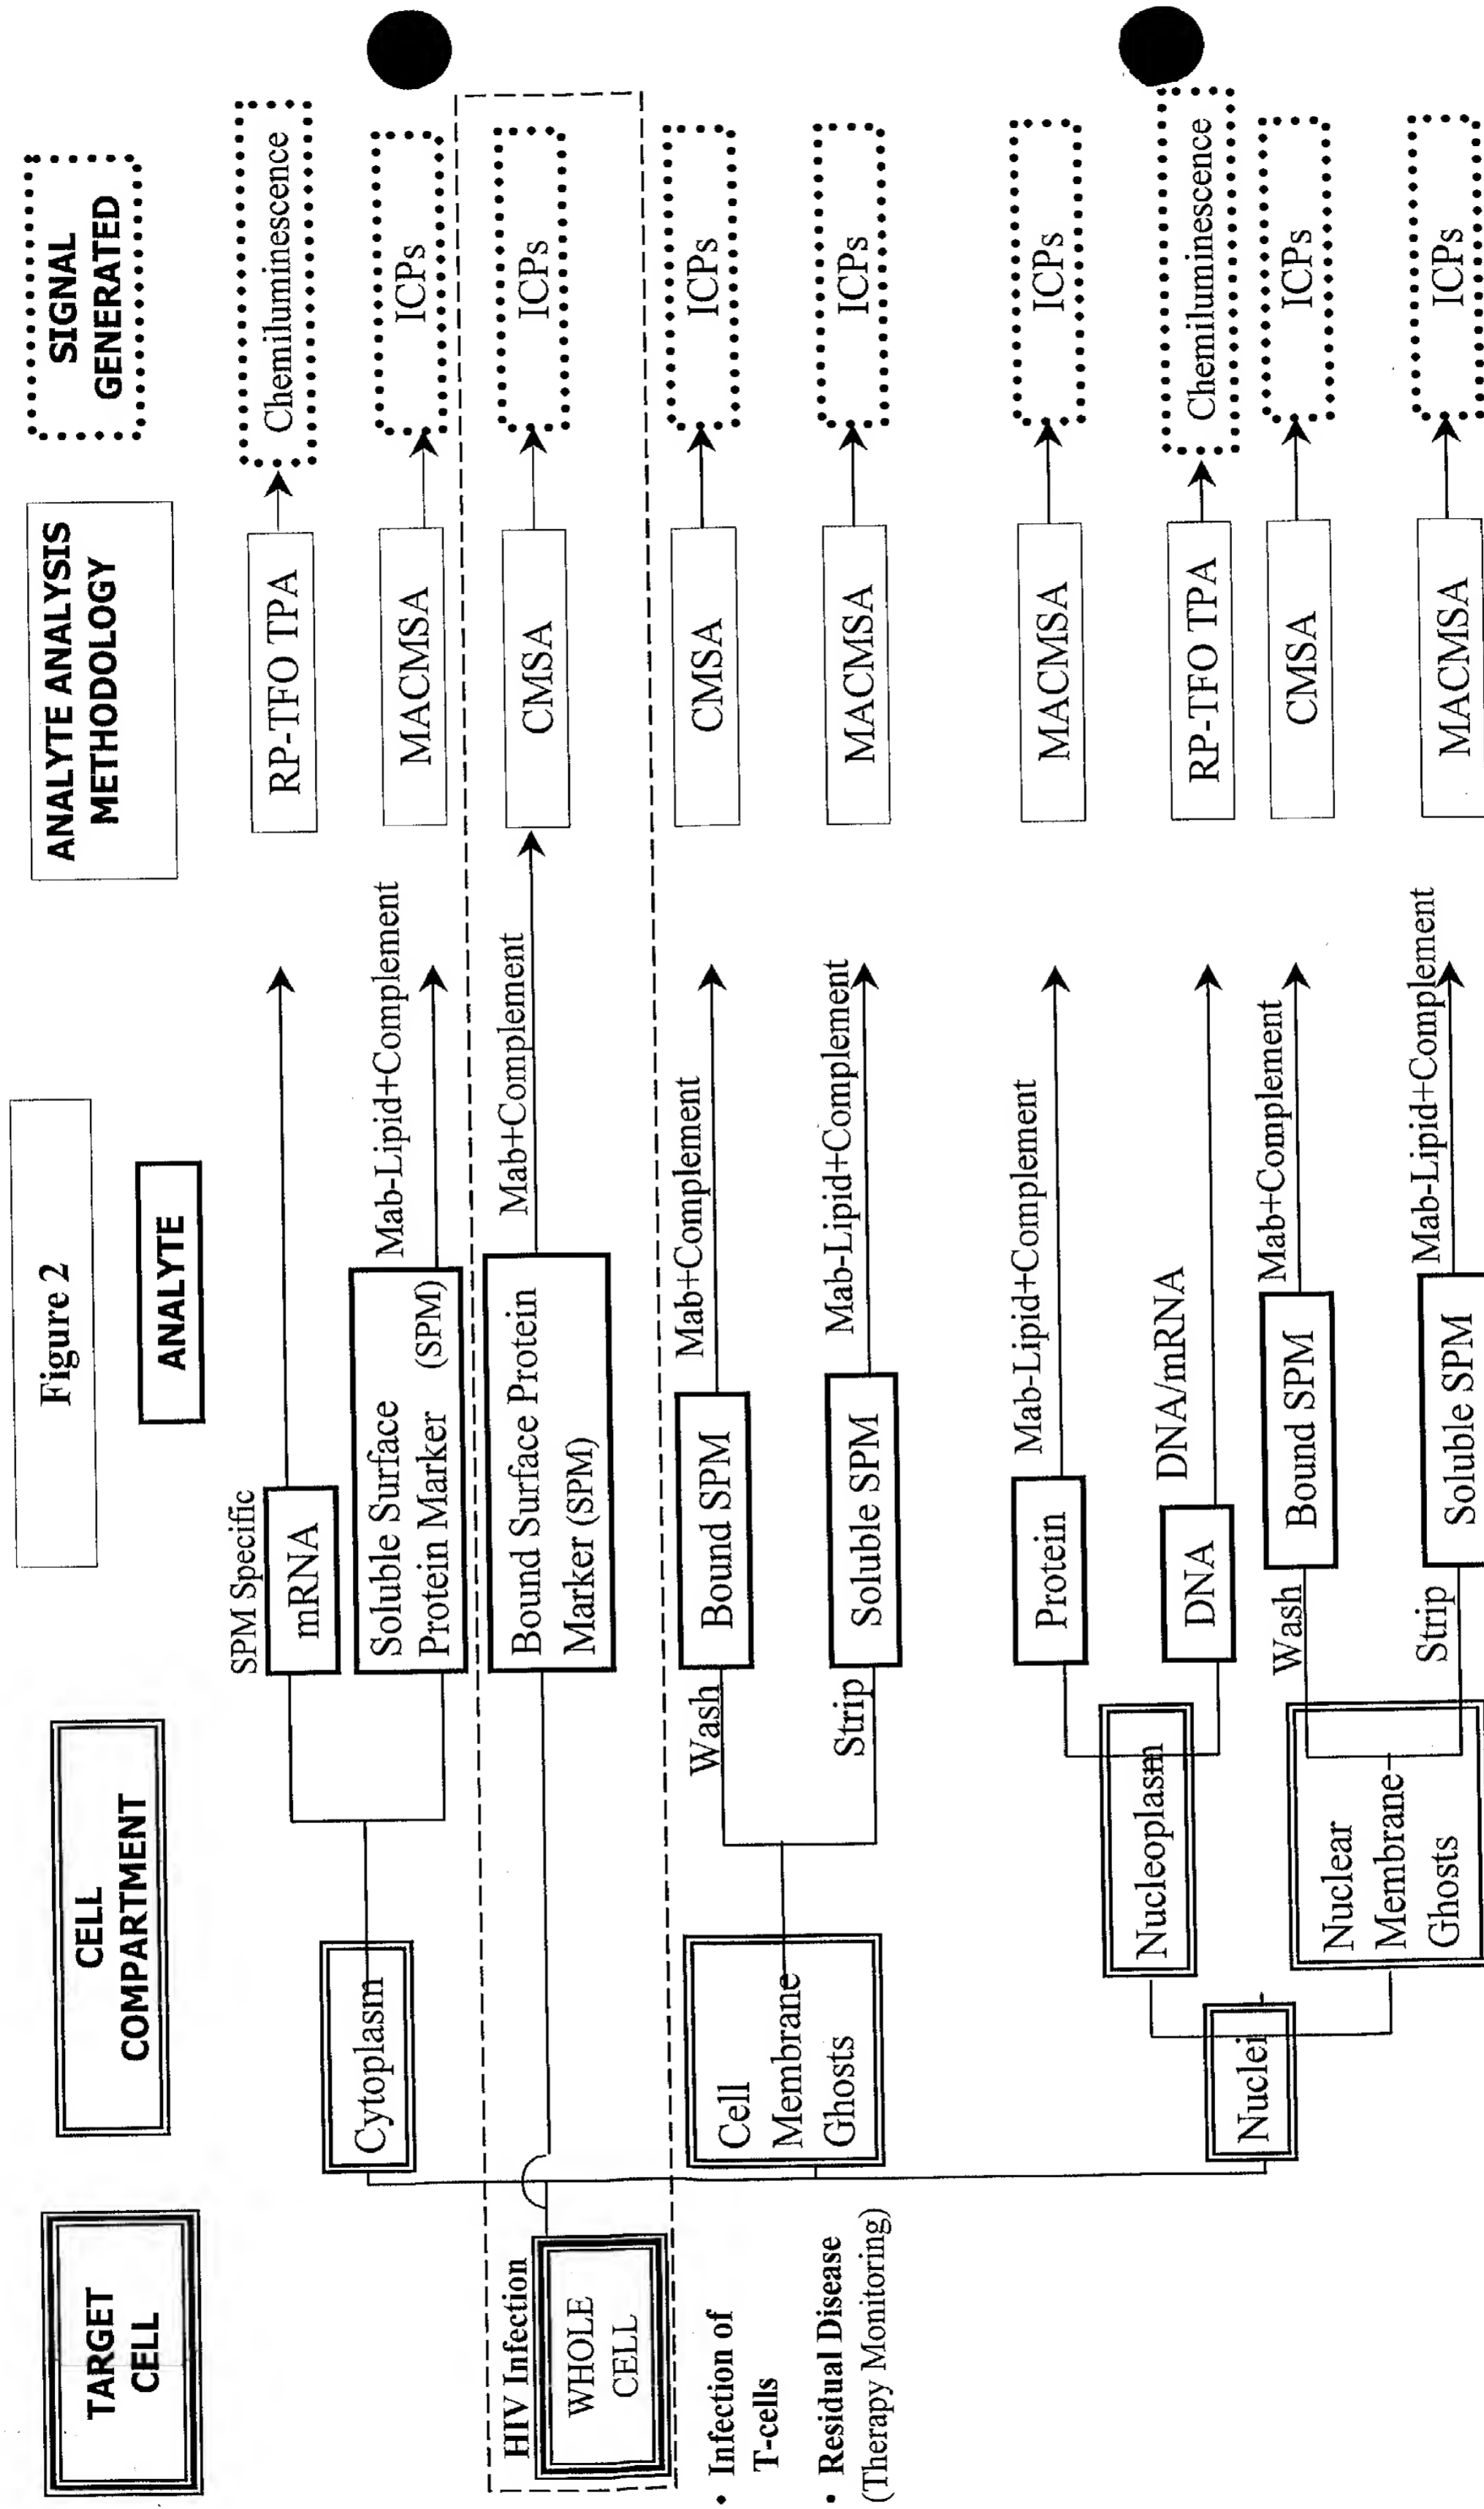 Figure 2
TARGET
CELL
CELL
COMPARTMENT
ANALYTE
ANALYTE ANALYSIS
METHODOLOGY
SIGNAL
GENERATED
SPM Specific
mRNA
RP-TFO TPA
Chemiluminescence
Cytoplasm
Soluble Surface
Protein Marker (SPM)
Mab-Lipid+Complement
MACMSA
ICPs
HIV Infection
WHOLE
CELL
Bound Surface Protein
Marker (SPM)
Mab+Complement
CMSA
ICPs
• Infection of
T-cells
• Residual Disease
(Therapy Monitoring)
Cell
Membrane
Ghosts
Wash
Bound SPM
Mab+Complement
CMSA
ICPs
Strip
Soluble SPM
Mab-Lipid+Complement
MACMSA
ICPs
Nuclei
Nucleoplasm
Protein
Mab-Lipid+Complement
MACMSA
ICPs
DNA
DNA/mRNA
RP-TFO TPA
Chemiluminescence
Nuclear
Membrane
Ghosts
Wash
Bound SPM
Mab+Complement
CMSA
ICPs
Strip
Soluble SPM
Mab-Lipid+Complement
MACMSA
ICPs